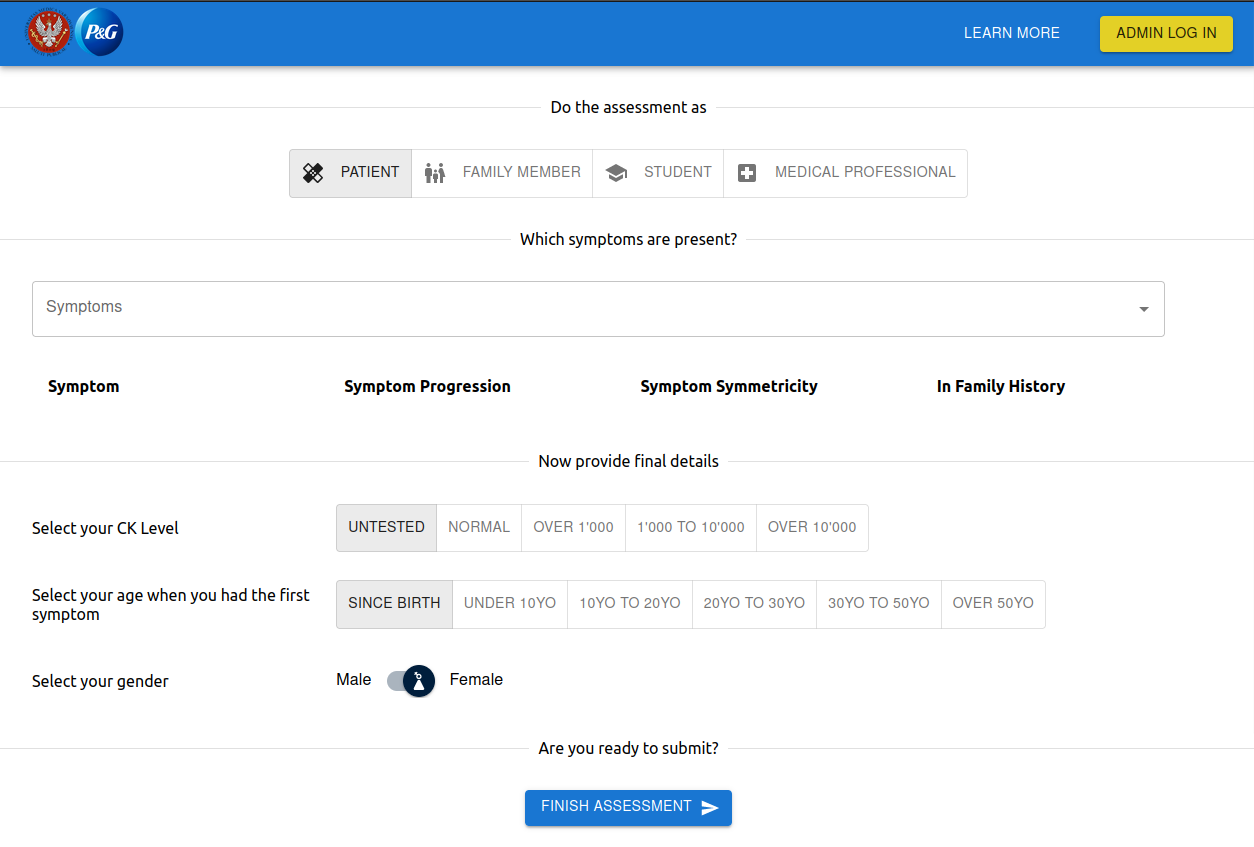 P&G
LEARN MORE
ADMIN LOG IN
Do the assessment as
PATIENT
FAMILY MEMBER
STUDENT
MEDICAL PROFESSIONAL
Which symptoms are present?
Symptoms
Symptom
Symptom Progression
Symptom Symmetricity
In Family History
Now provide final details
Select your CK Level
UNTESTED
NORMAL
OVER 1'000
1'000 TO 10'000
OVER 10'000
Select your age when you had the first
symptom
SINCE BIRTH
UNDER 10YO
10YO TO 20YO
20YO TO 30YO
30YO TO 50YO
OVER 50YO
Select your gender
Male
Female
Are you ready to submit?
FINISH ASSESSMENT